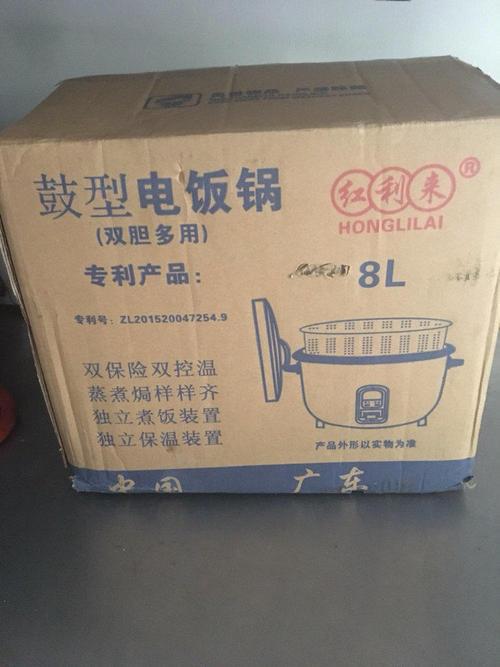 鼓型电饭锅
(双胆多用)
红利来®
HONGLILAI
专利产品：
8L
专利号：ZL201520047254.9
双保险双控温
蒸煮焗样样齐
独立煮饭装置
独立保温装置
产品外形以实物为准
中国 广东